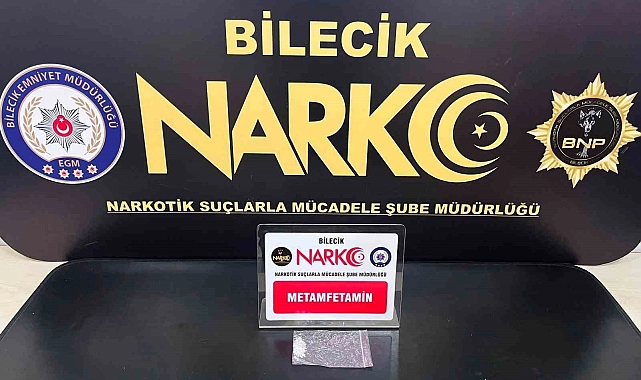 BİLECİK
NARKO
BİLECİK EMNİYET MÜDÜRLÜĞÜ
EGM
BNP
NARKOTİK SUÇLARLA MÜCADELE ŞUBE MÜDÜRLÜĞÜ
BİLECİK
NARKO
NARKO
NARKOTİK SUÇLARLA MÜCADELE ŞUBE MÜDÜRLÜĞÜ
METAMFETAMİN